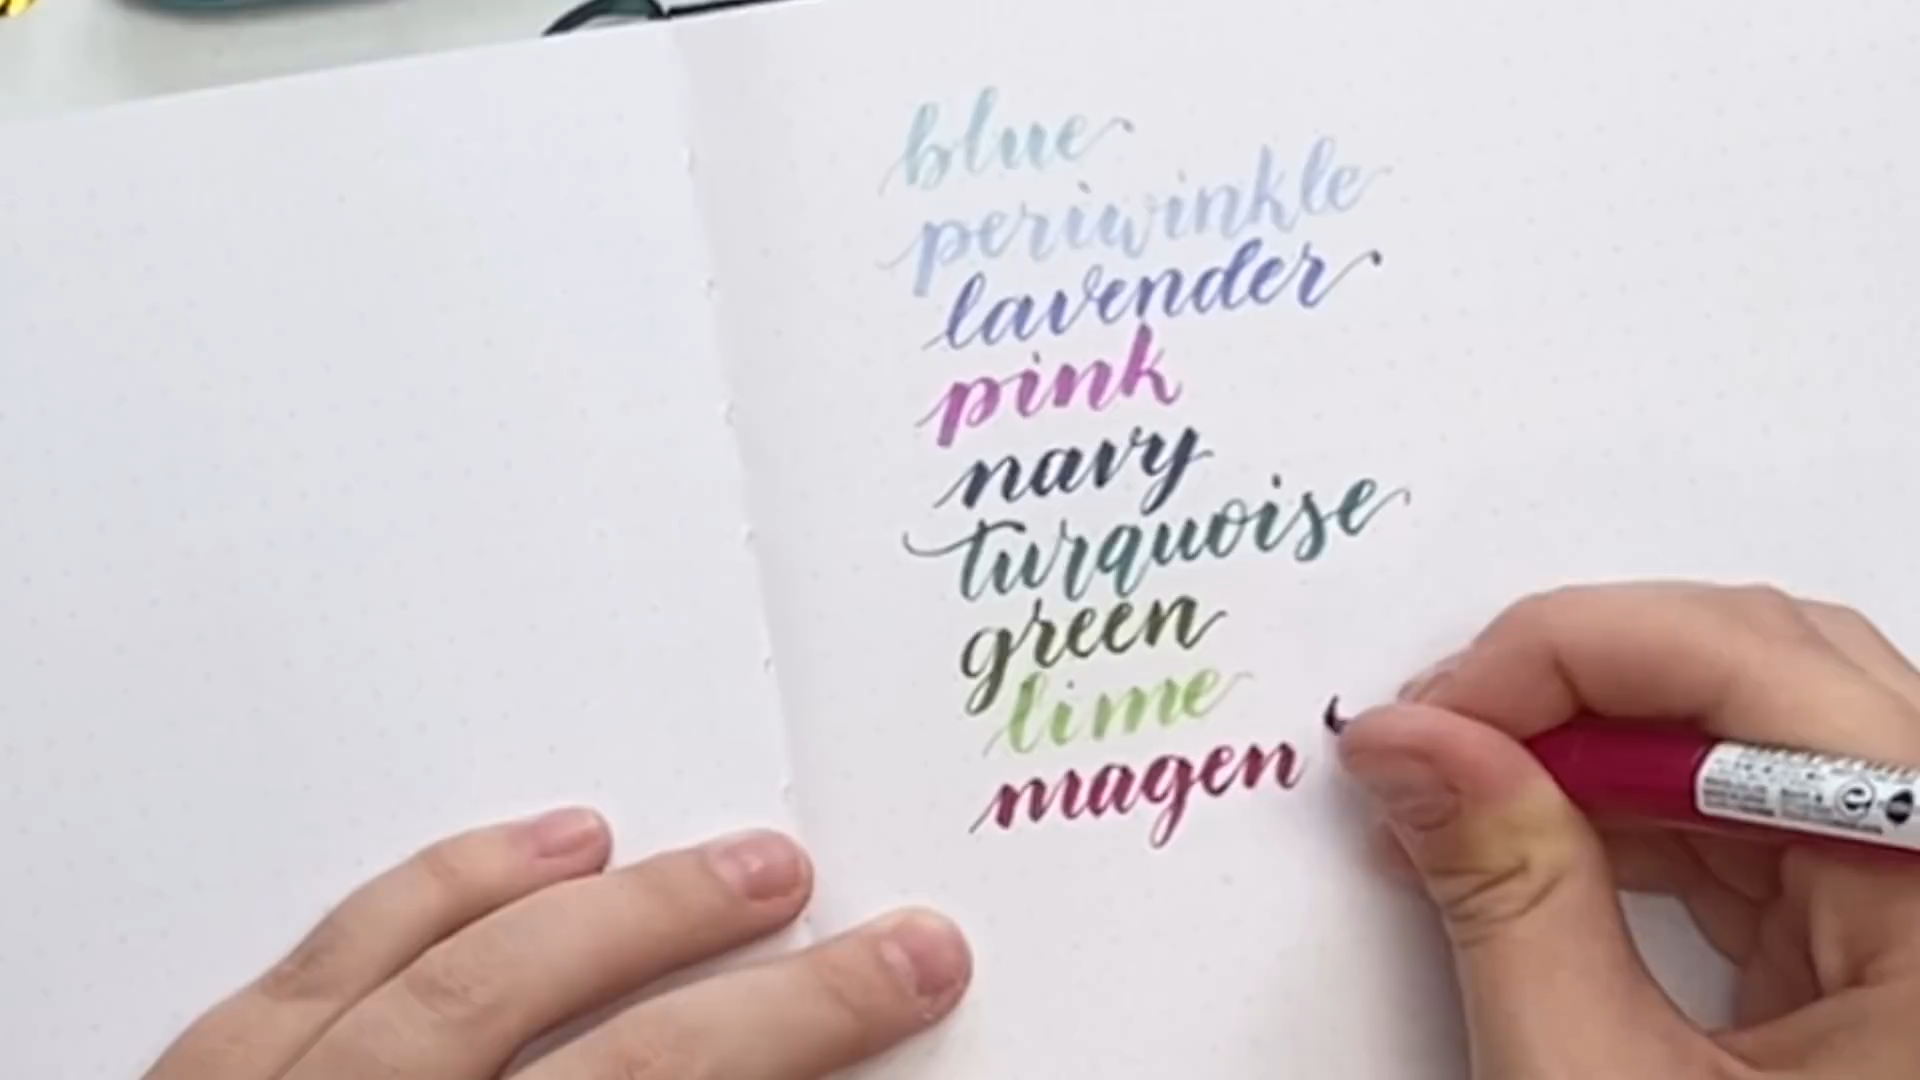 blue
periwinkle
lavender
pink
navy
turquoise
green
lime
magen